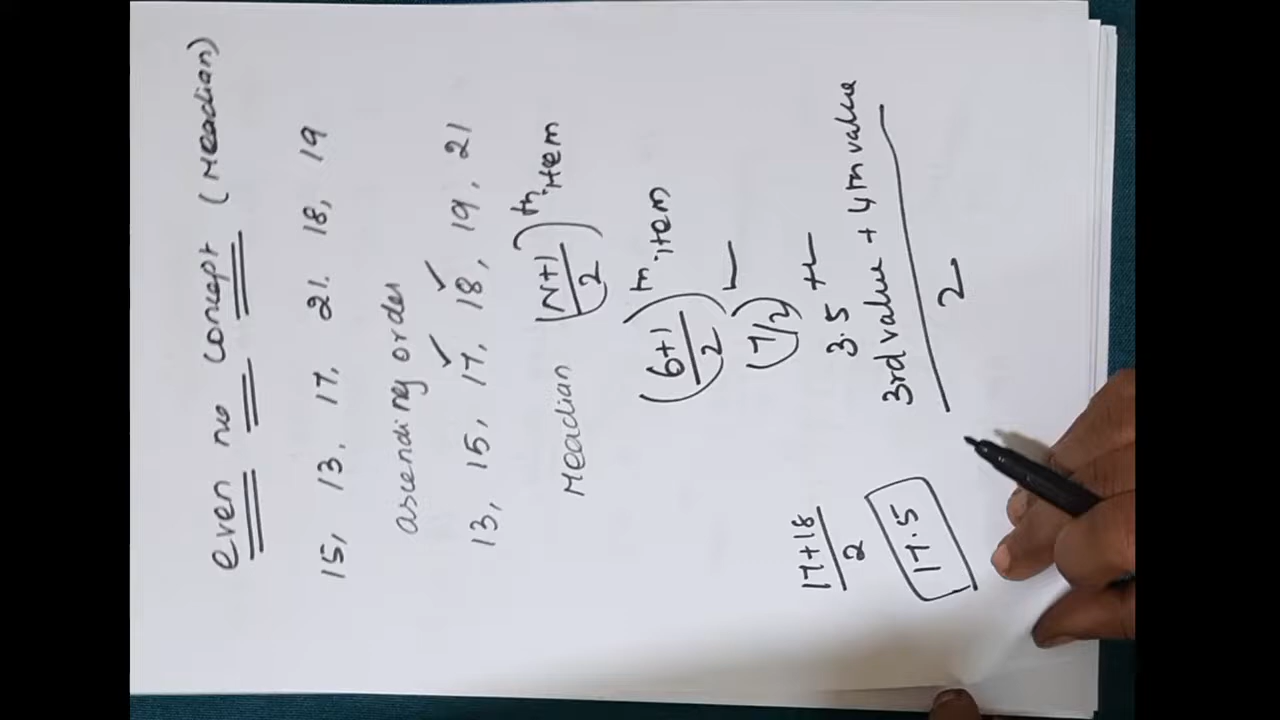 even no concept (Meadian)
15, 13, 17, 21, 18, 19
ascending order
13, 15, 17, 18, 19, 21
Meadian (N+1/2)th item
(6+1/2)th item
(7/2)
3.5th
3rd value + 4th value
2
17+18
2
17.5